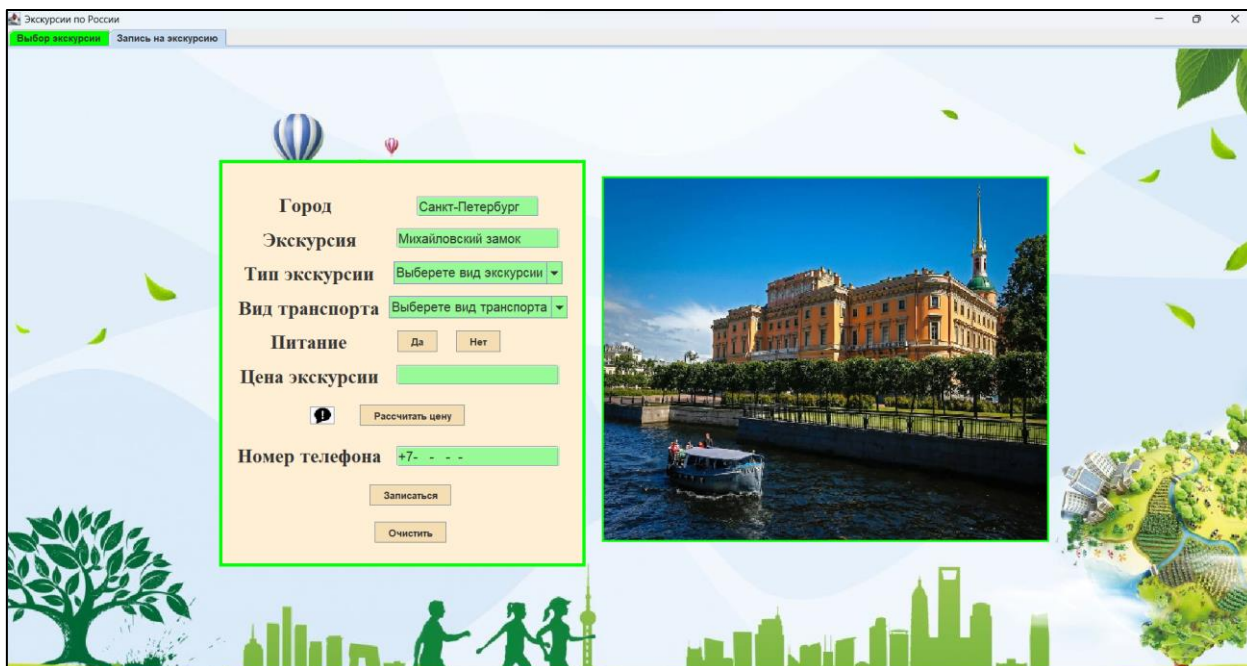 Экскурсии по России
Выбор экскурсии Запись на экскурсию
Город Санкт-Петербург
Экскурсия Михайловский замок
Тип экскурсии Выберете вид экскурсии
Вид транспорта Выберете вид транспорта
Питание Да Нет
Цена экскурсии
! Рассчитать цену
Номер телефона +7- - - -
Записаться
Очистить